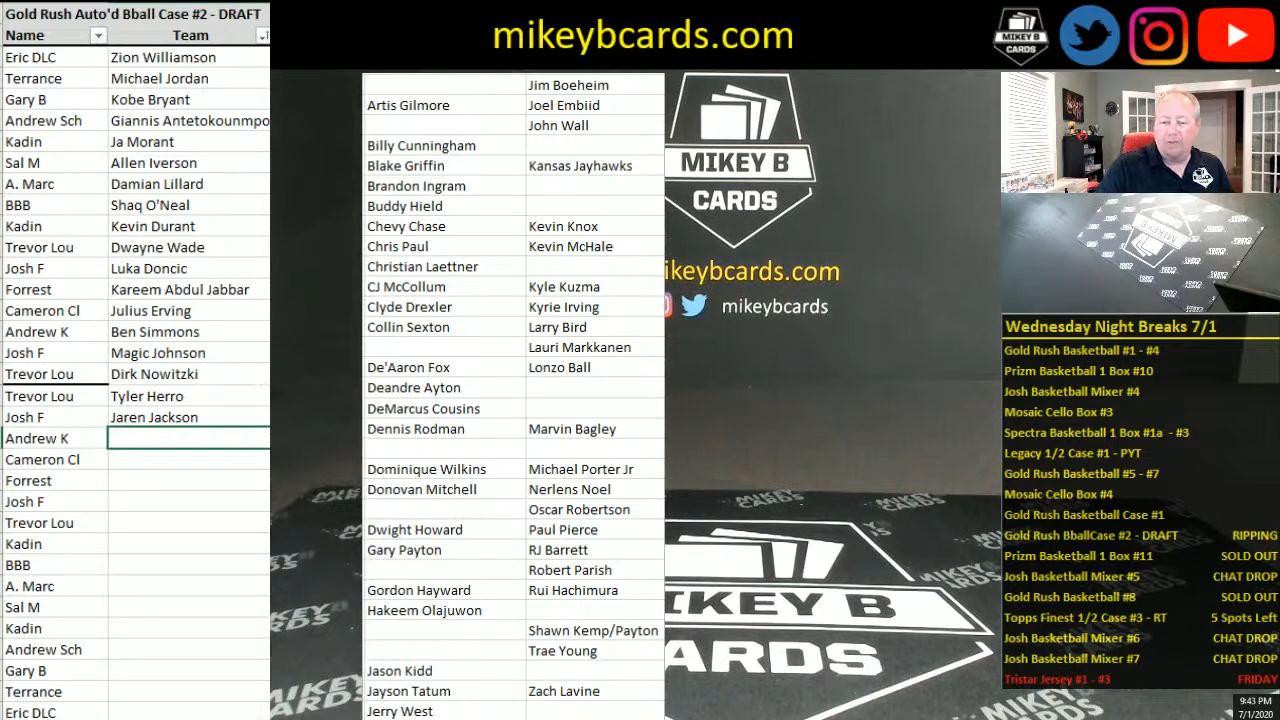 Gold Rush Auto'd Bball Case #2 - DRAFT
Name Team
Eric DLC Zion Williamson
Terrance Michael Jordan
Gary B Kobe Bryant
Andrew Sch Giannis Antetokounmpo
Kadin Ja Morant
Sal M Allen Iverson
A. Marc Damian Lillard
BBB Shaq O'Neal
Kadin Kevin Durant
Trevor Lou Dwayne Wade
Josh F Luka Doncic
Forrest Kareem Abdul Jabbar
Cameron Cl Julius Erving
Andrew K Ben Simmons
Josh F Magic Johnson
Trevor Lou Dirk Nowitzki
Trevor Lou Tyler Herro
Josh F Jaren Jackson
Andrew K
Cameron Cl
Forrest
Josh F
Trevor Lou
Kadin
BBB
A. Marc
Sal M
Kadin
Andrew Sch
Gary B
Terrance
Eric DLC
mikeybcards.com
MIKEY B
CARDS
Jim Boeheim
Artis Gilmore Joel Embiid
John Wall
Billy Cunningham
Blake Griffin Kansas Jayhawks
Brandon Ingram
Buddy Hield
Chevy Chase Kevin Knox
Chris Paul Kevin McHale
Christian Laettner
CJ McCollum Kyle Kuzma
Clyde Drexler Kyrie Irving
Collin Sexton Larry Bird
Lauri Markkanen
De'Aaron Fox Lonzo Ball
Deandre Ayton
DeMarcus Cousins
Dennis Rodman Marvin Bagley
Dominique Wilkins Michael Porter Jr
Donovan Mitchell Nerlens Noel
Oscar Robertson
Dwight Howard Paul Pierce
Gary Payton RJ Barrett
Robert Parish
Gordon Hayward Rui Hachimura
Hakeem Olajuwon
Shawn Kemp/Payton
Trae Young
Jason Kidd
Jayson Tatum Zach Lavine
Jerry West
MIKEY B
CARDS
ikeybcards.com
mikeybcards
IKEY B
ARDS
Wednesday Night Breaks 7/1
Gold Rush Basketball #1 - #4
Prizm Basketball 1 Box #10
Josh Basketball Mixer #4
Mosaic Cello Box #3
Spectra Basketball 1 Box #1a - #3
Legacy 1/2 Case #1 - PYT
Gold Rush Basketball #5 - #7
Mosaic Cello Box #4
Gold Rush Basketball Case #1
Gold Rush BballCase #2 - DRAFT RIPPING
Prizm Basketball 1 Box #11 SOLD OUT
Josh Basketball Mixer #5 CHAT DROP
Gold Rush Basketball #8 SOLD OUT
Topps Finest 1/2 Case #3 - RT 5 Spots Left
Josh Basketball Mixer #6 CHAT DROP
Josh Basketball Mixer #7 CHAT DROP
Tristar Jersey #1 - #3 FRIDAY
9:43 PM
7/1/2020